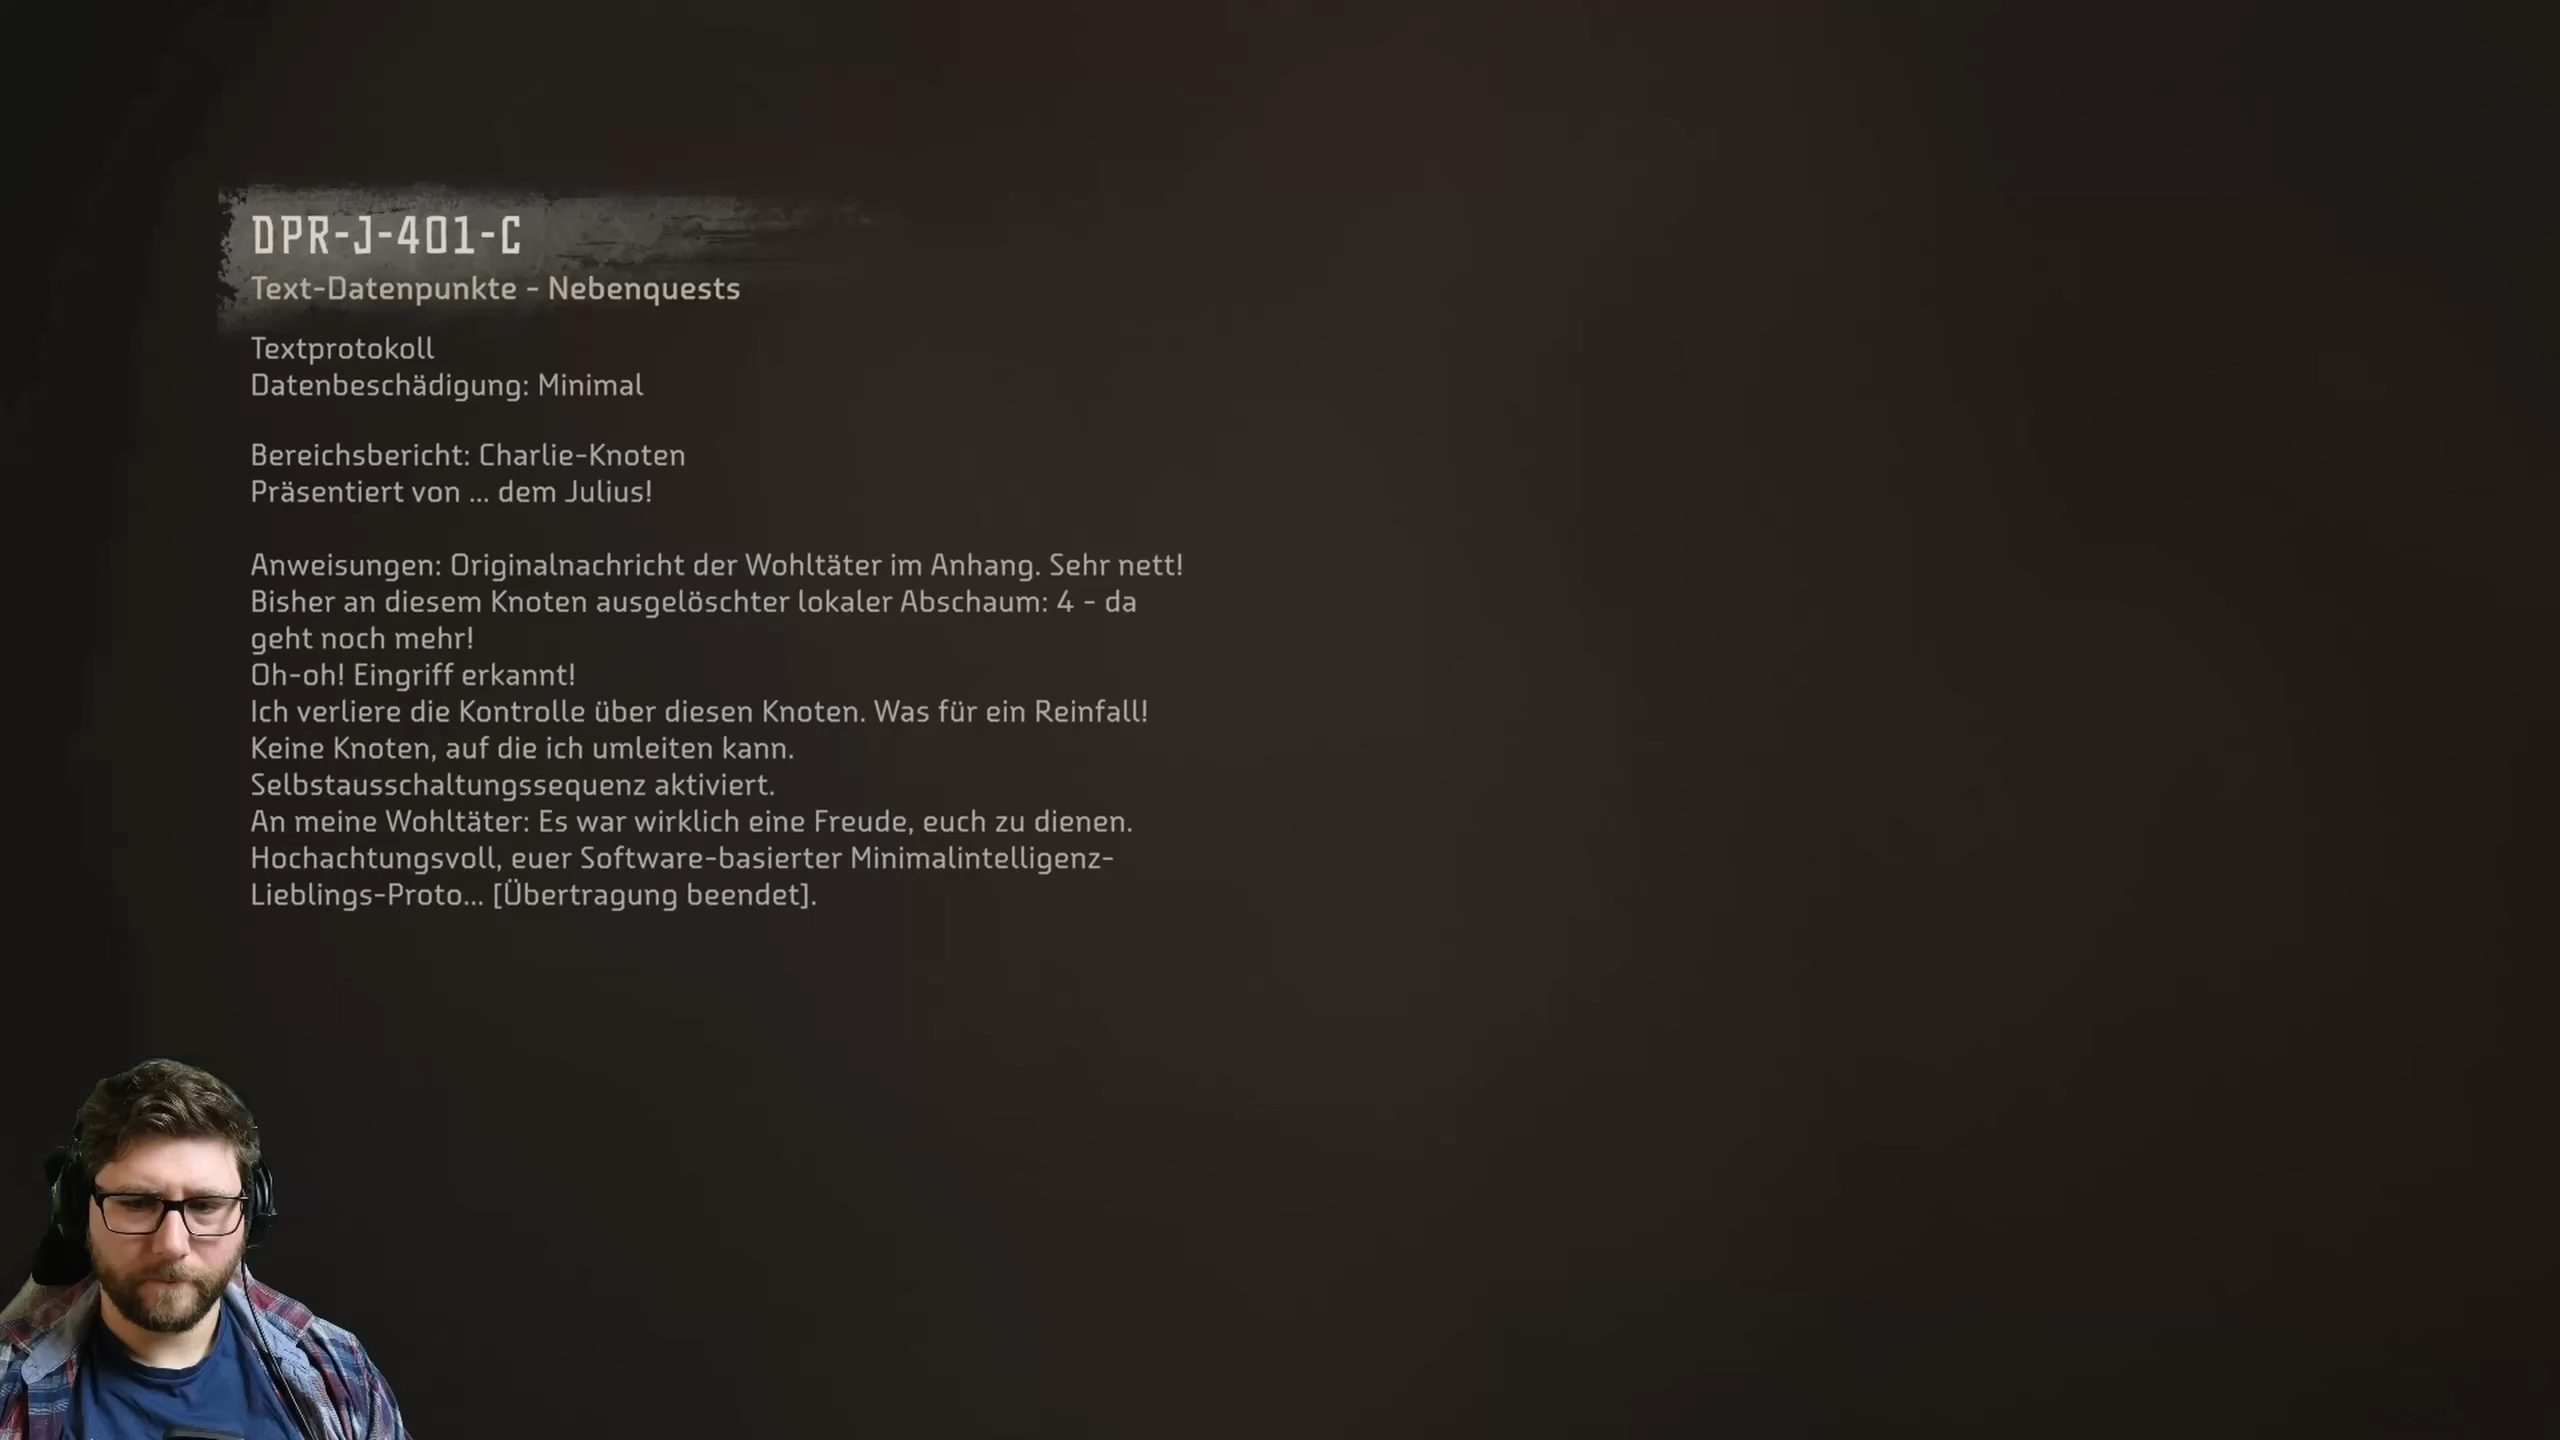 DPR-J-401-C
Text-Datenpunkte - Nebenquests
Textprotokoll
Datenbeschädigung: Minimal
Bereichsbericht: Charlie-Knoten
Präsentiert von ... dem Julius!
Anweisungen: Originalnachricht der Wohltäter im Anhang. Sehr nett!
Bisher an diesem Knoten ausgelöschter lokaler Abschaum: 4 - da
geht noch mehr!
Oh-oh! Eingriff erkannt!
Ich verliere die Kontrolle über diesen Knoten. Was für ein Reinfall!
Keine Knoten, auf die ich umleiten kann.
Selbstausschaltungssequenz aktiviert.
An meine Wohltäter: Es war wirklich eine Freude, euch zu dienen.
Hochachtungsvoll, euer Software-basierter Minimalintelligenz-
Lieblings-Proto... [Übertragung beendet].